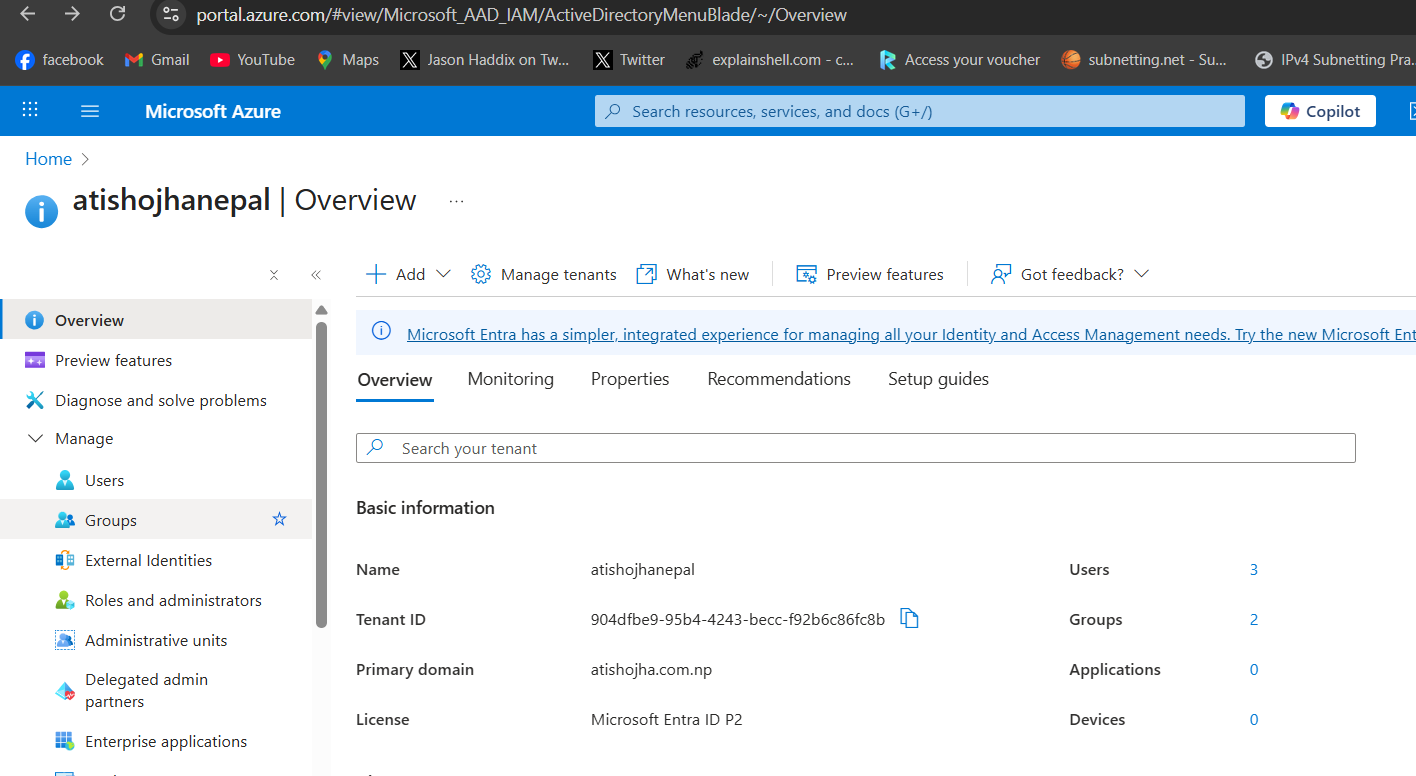 portal.azure.com/#view/Microsoft_AAD_IAM/ActiveDirectoryMenuBlade/~/Overview
facebook Gmail YouTube Maps Jason Haddix on Tw... Twitter explainshell.com - c... Access your voucher subnetting.net - Su... IPv4 Subnetting Pra...
Microsoft Azure
Search resources, services, and docs (G+/)
Copilot
Home
atishojhanepal | Overview ...
Add Manage tenants What's new Preview features Got feedback?
Microsoft Entra has a simpler, integrated experience for managing all your Identity and Access Management needs. Try the new Microsoft Ent
Overview Monitoring Properties Recommendations Setup guides
Search your tenant
Overview
Preview features
Diagnose and solve problems
Manage
Users
Groups
External Identities
Roles and administrators
Administrative units
Delegated admin
partners
Enterprise applications
Basic information
Name atishojhanepal Users 3
Tenant ID 904dfbe9-95b4-4243-becc-f92b6c86fc8b Groups 2
Primary domain atishojha.com.np Applications 0
License Microsoft Entra ID P2 Devices 0